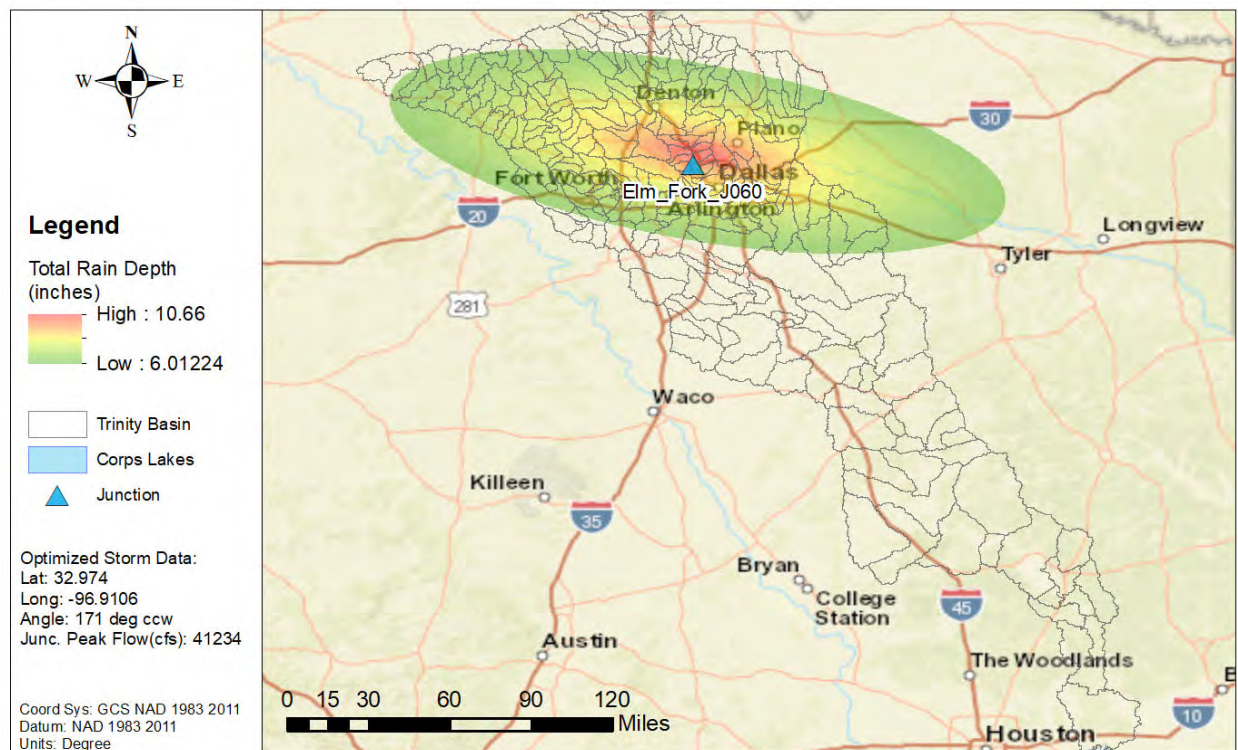 N
W E
S
Legend
Total Rain Depth
(inches)
High : 10.66
Low : 6.01224
Trinity Basin
Corps Lakes
Junction
Optimized Storm Data:
Lat: 32.974
Long: -96.9106
Angle: 171 deg ccw
Junc. Peak Flow(cfs): 41234
Coord Sys: GCS NAD 1983 2011
Datum: NAD 1983 2011
Units: Degree
Denton
30
Plano
Dallas
Fort Worth
Elm_Fork_J060
Arlington
20
Longview
Tyler
281
Waco
Killeen
35
Bryan
College
Station
45
Austin
The Woodlands
10
Houston
0 15 30 60 90 120
Miles